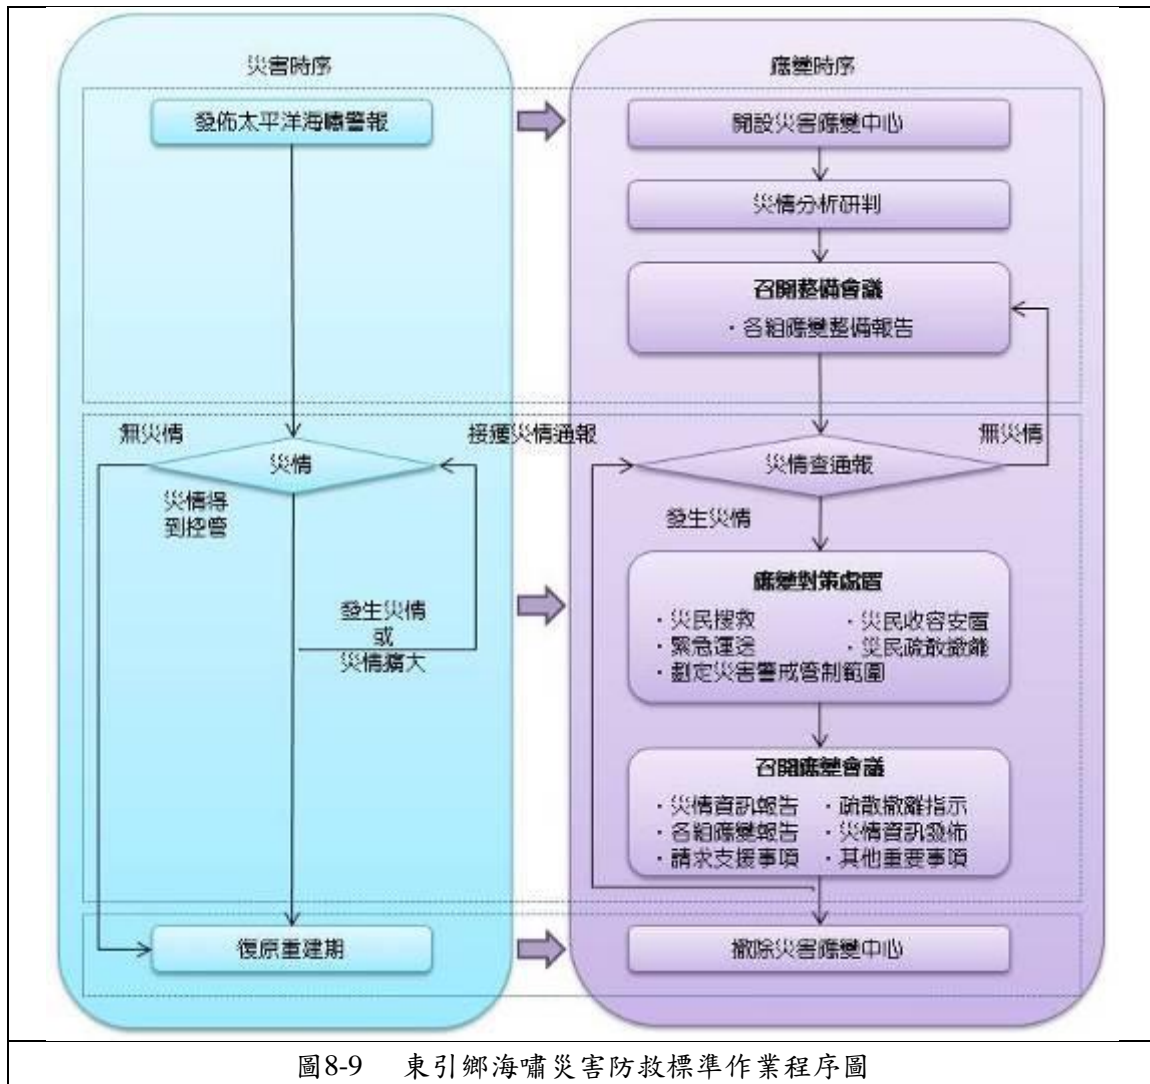 災害時序
應變時序
發佈太平洋海嘯警報
開設災害應變中心
災情分析研判
召開整備會議
・各組應變整備報告
無災情
接獲災情通報
無災情
災情
災情查通報
災情得
到控管
發生災情
應變對策處置
・災民搜救
・災民收容安置
・緊急運送
・災民疏散撤離
・劃定災害警戒管制範圍
發生災情
或
災情擴大
召開應變會議
・災情資訊報告
・疏散撤離指示
・各組應變報告
・災情資訊發佈
・請求支援事項
・其他重要事項
復原重建期
撤除災害應變中心
圖8-9 東引鄉海嘯災害防救標準作業程序圖